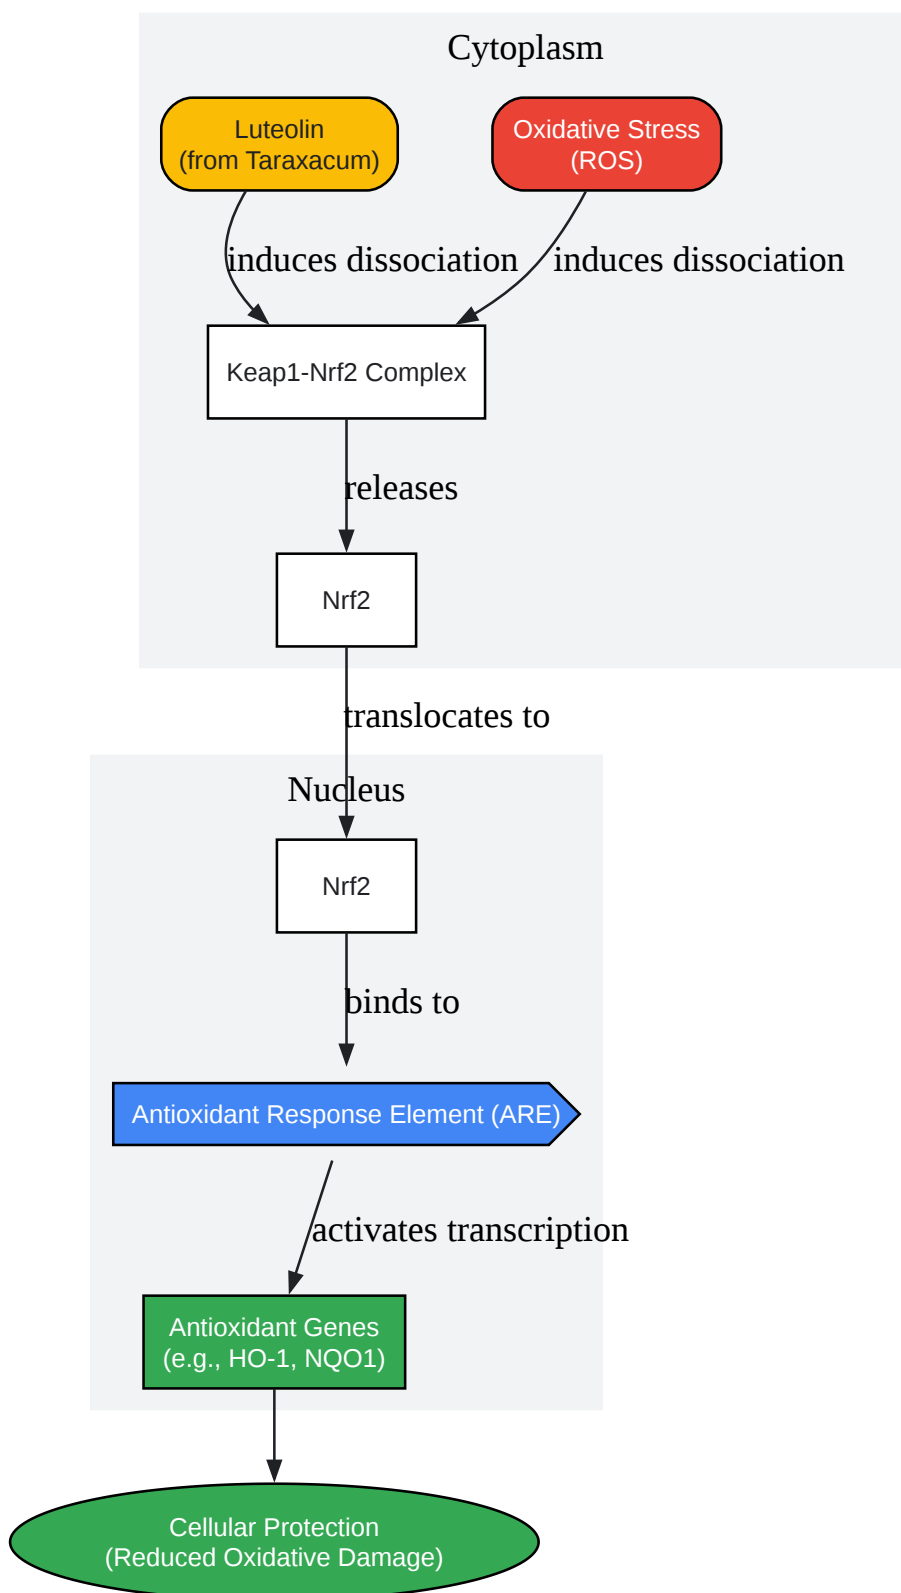 Cytoplasm
Luteolin
(from Taraxacum)
Oxidative Stress
(ROS)
induces dissociation
induces dissociation
Keap1-Nrf2 Complex
releases
Nrf2
translocates to
Nucleus
Nrf2
binds to
Antioxidant Response Element (ARE)
activates transcription
Antioxidant Genes
(e.g., HO-1, NQO1)
Cellular Protection
(Reduced Oxidative Damage)